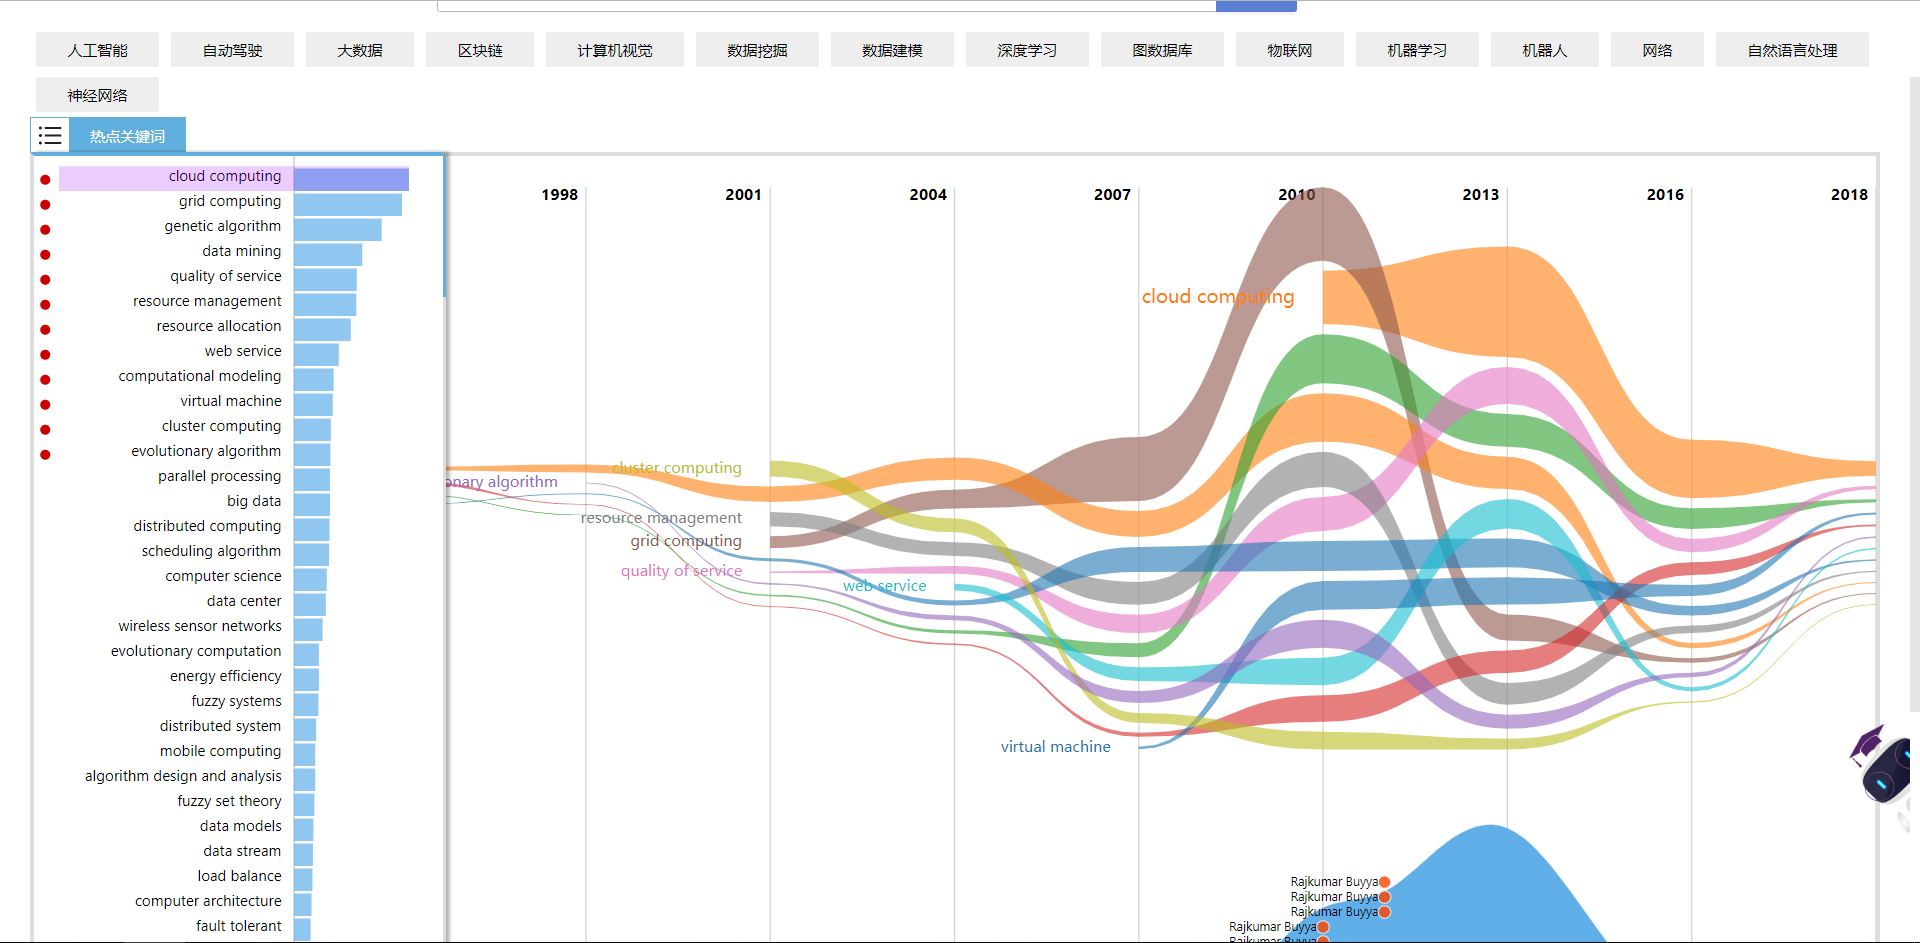 人工智能
自动驾驶
大数据
区块链
计算机视觉
数据挖掘
数据建模
深度学习
图数据库
物联网
机器学习
机器人
网络
自然语言处理
神经网络
热点关键词
cloud computing
grid computing
genetic algorithm
data mining
quality of service
resource management
resource allocation
web service
computational modeling
virtual machine
cluster computing
evolutionary algorithm
parallel processing
big data
distributed computing
scheduling algorithm
computer science
data center
wireless sensor networks
evolutionary computation
energy efficiency
fuzzy systems
distributed system
mobile computing
algorithm design and analysis
fuzzy set theory
data models
data stream
load balance
computer architecture
fault tolerant
1998
2001
2004
2007
2010
2013
2016
2018
cloud computing
cluster computing
onary algorithm
resource management
grid computing
quality of service
web service
virtual machine
Rajkumar Buyya
Rajkumar Buyya
Rajkumar Buyya
Rajkumar Buyya
Rajkumar Buyya